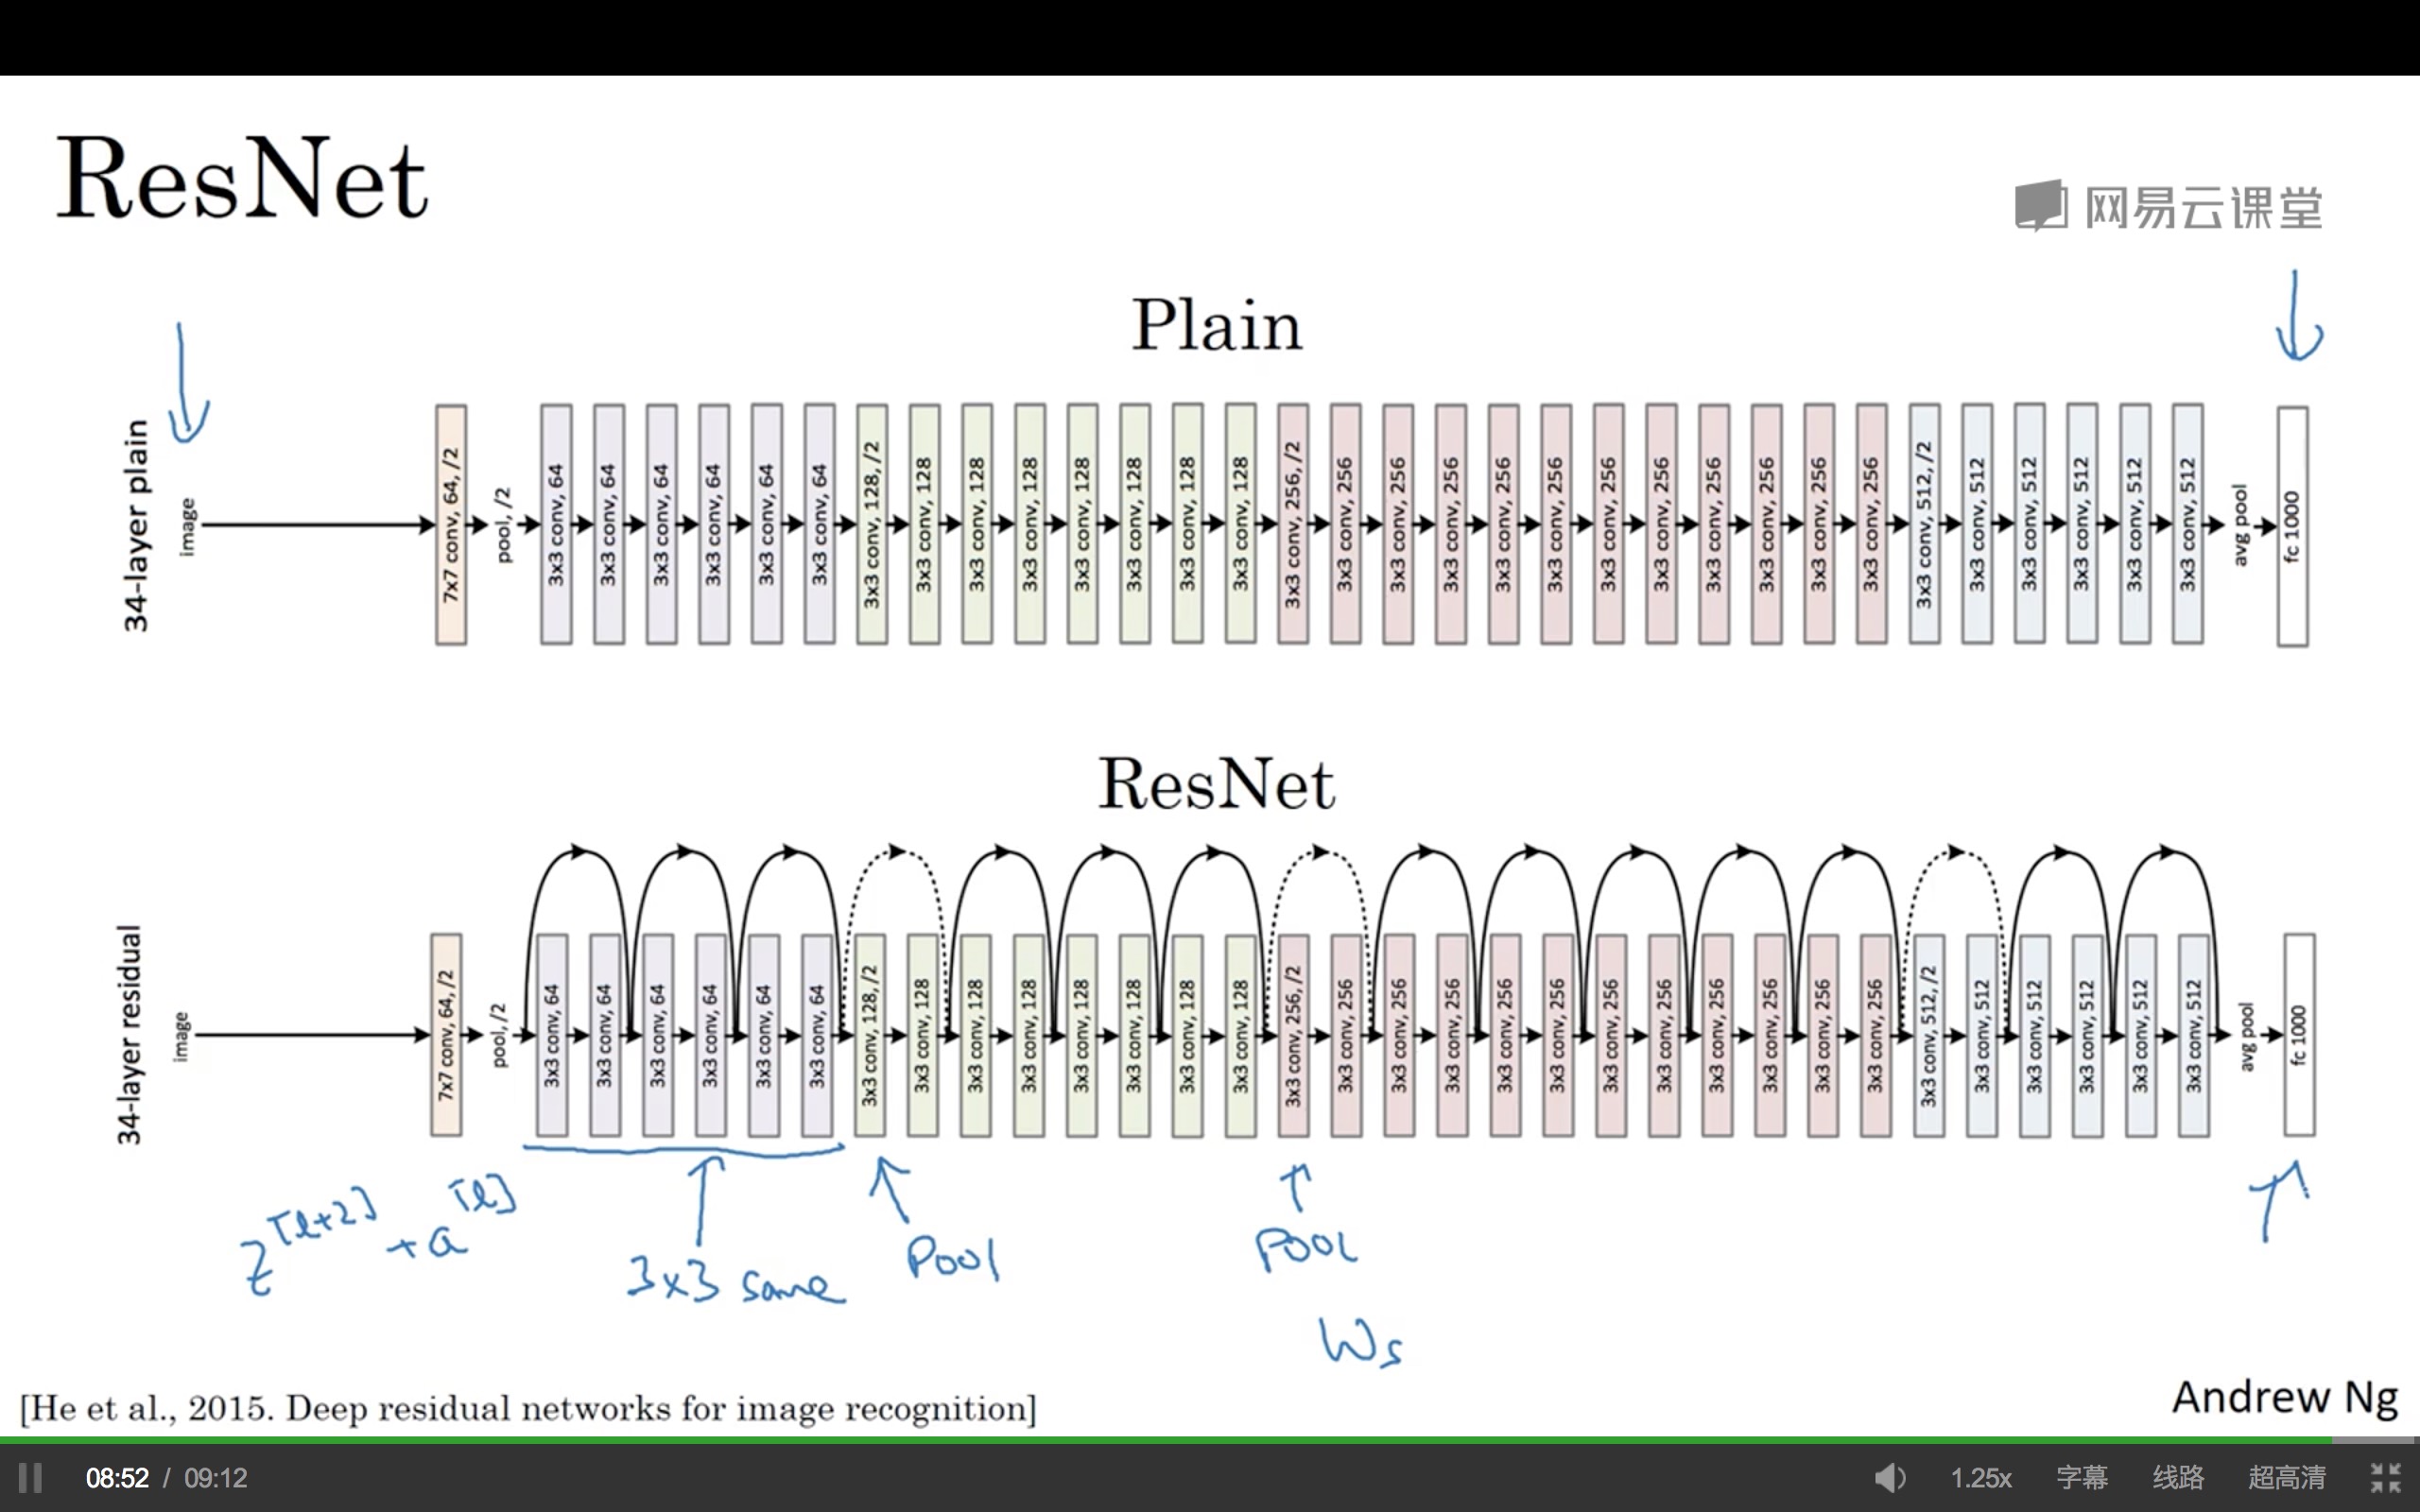 ResNet
网易云课堂
Plain
34-layer plain
image
7x7 conv, 64, /2
pool, /2
3x3 conv, 64
3x3 conv, 64
3x3 conv, 64
3x3 conv, 64
3x3 conv, 64
3x3 conv, 64
3x3 conv, 128, /2
3x3 conv, 128
3x3 conv, 128
3x3 conv, 128
3x3 conv, 128
3x3 conv, 128
3x3 conv, 128
3x3 conv, 128
3x3 conv, 256, /2
3x3 conv, 256
3x3 conv, 256
3x3 conv, 256
3x3 conv, 256
3x3 conv, 256
3x3 conv, 256
3x3 conv, 256
3x3 conv, 256
3x3 conv, 256
3x3 conv, 256
3x3 conv, 256
3x3 conv, 512, /2
3x3 conv, 512
3x3 conv, 512
3x3 conv, 512
3x3 conv, 512
3x3 conv, 512
avg pool
fc 1000
ResNet
34-layer residual
image
7x7 conv, 64, /2
pool, /2
3x3 conv, 64
3x3 conv, 64
3x3 conv, 64
3x3 conv, 64
3x3 conv, 64
3x3 conv, 64
3x3 conv, 128, /2
3x3 conv, 128
3x3 conv, 128
3x3 conv, 128
3x3 conv, 128
3x3 conv, 128
3x3 conv, 128
3x3 conv, 128
3x3 conv, 256, /2
3x3 conv, 256
3x3 conv, 256
3x3 conv, 256
3x3 conv, 256
3x3 conv, 256
3x3 conv, 256
3x3 conv, 256
3x3 conv, 256
3x3 conv, 256
3x3 conv, 256
3x3 conv, 256
3x3 conv, 512, /2
3x3 conv, 512
3x3 conv, 512
3x3 conv, 512
3x3 conv, 512
3x3 conv, 512
avg pool
fc 1000
z[l+2] + a[l]
3x3 same
Pool
Pool
Ws
[He et al., 2015. Deep residual networks for image recognition]
Andrew Ng
08:52 / 09:12
1.25x 字幕 线路 超高清